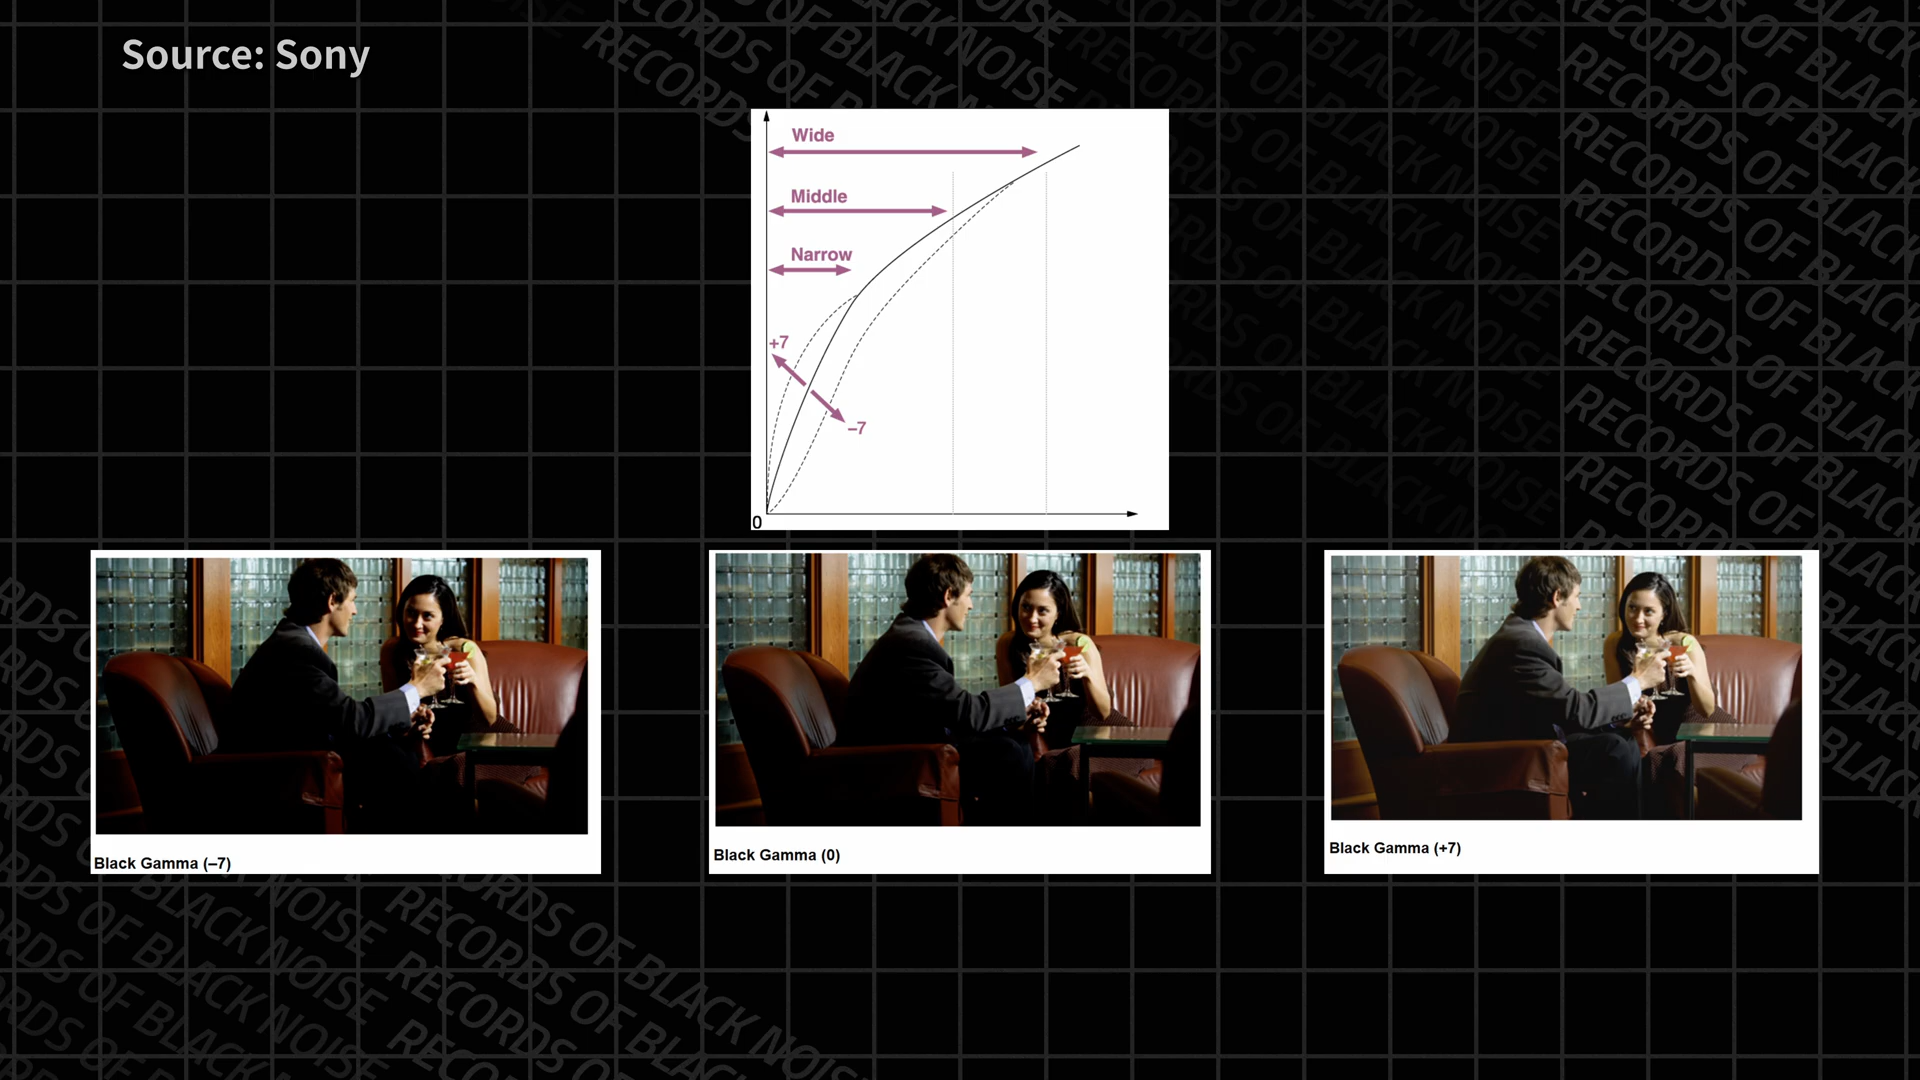 Source: Sony
Wide
Middle
Narrow
+7
–7
0
Black Gamma (–7)
Black Gamma (0)
Black Gamma (+7)
RECORDS OF BLACK NOISE